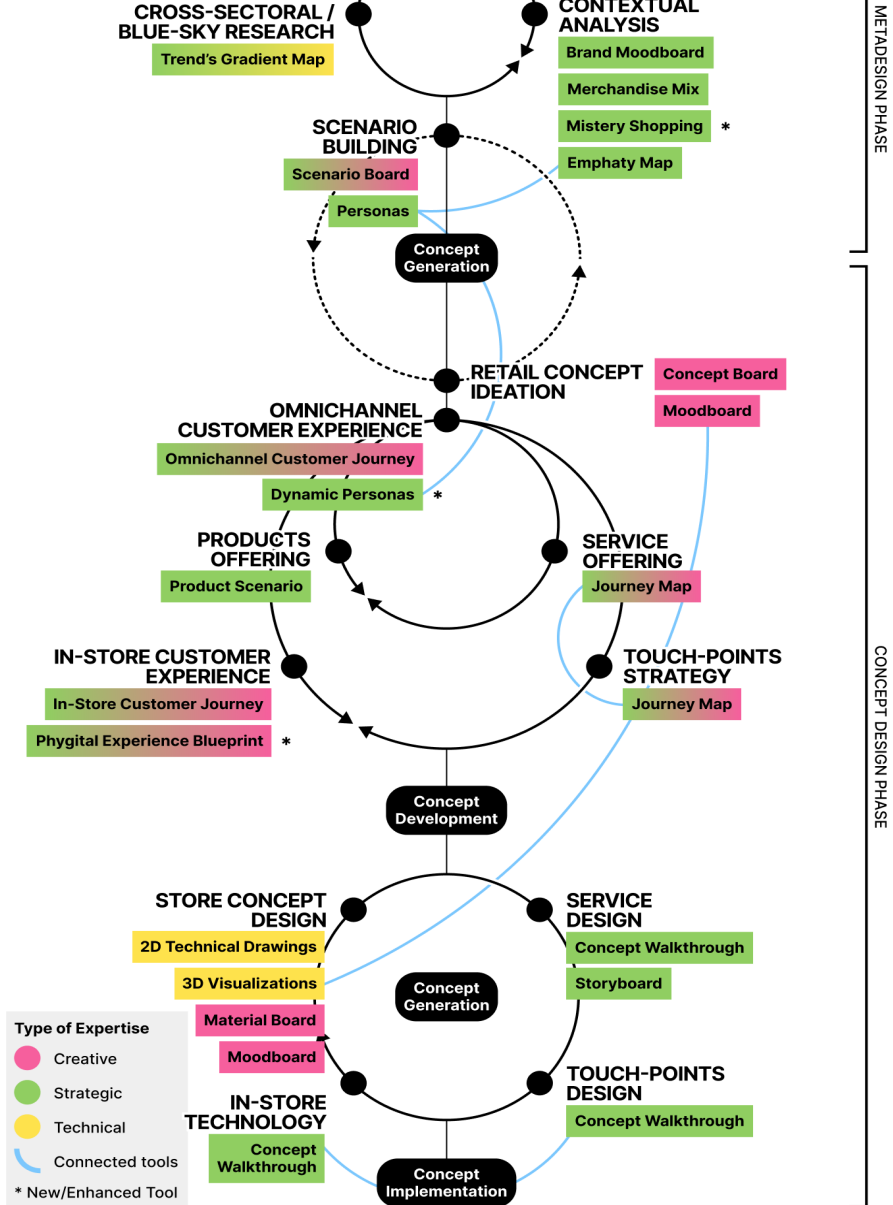 CROSS-SECTORAL /
BLUE-SKY RESEARCH
Trend's Gradient Map
CONTEXTUAL
ANALYSIS
Brand Moodboard
Merchandise Mix
Mistery Shopping *
Emphaty Map
METADESIGN PHASE
SCENARIO
BUILDING
Scenario Board
Personas
Concept
Generation
RETAIL CONCEPT
IDEATION
Concept Board
Moodboard
OMNICHANNEL
CUSTOMER EXPERIENCE
Omnichannel Customer Journey
Dynamic Personas *
PRODUCTS
OFFERING
Product Scenario
SERVICE
OFFERING
Journey Map
IN-STORE CUSTOMER
EXPERIENCE
In-Store Customer Journey
Phygital Experience Blueprint *
TOUCH-POINTS
STRATEGY
Journey Map
CONCEPT DESIGN PHASE
Concept
Development
STORE CONCEPT
DESIGN
2D Technical Drawings
3D Visualizations
Material Board
Moodboard
SERVICE
DESIGN
Concept Walkthrough
Storyboard
Concept
Generation
IN-STORE
TECHNOLOGY
Concept
Walkthrough
TOUCH-POINTS
DESIGN
Concept Walkthrough
Concept
Implementation
Type of Expertise
Creative
Strategic
Technical
Connected tools
* New/Enhanced Tool